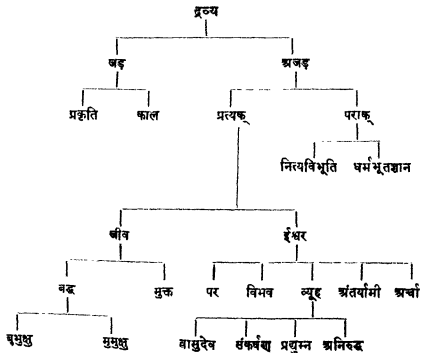 द्रव्य
जड़ अजड़
प्रकृति काल प्रत्यक् पराक्
नित्यविभूति धर्मभूतज्ञान
जीव ईश्वर
बद्ध मुक्त पर विभव व्यूह अंतर्यामी अर्चा
बुभुक्षु मुमुक्षु वासुदेव संकर्षण प्रद्युम्न अनिरुद्ध